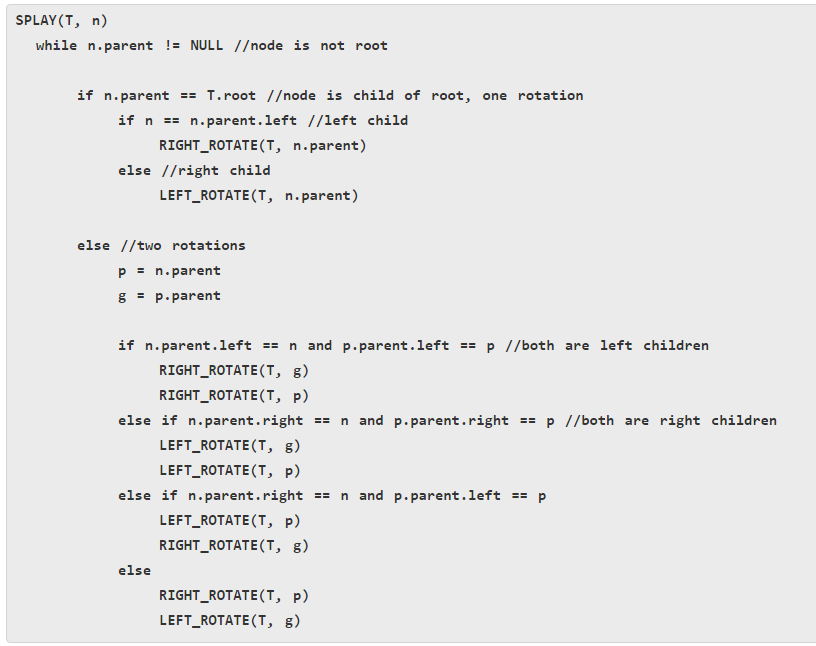 SPLAY(T, n)
while n.parent != NULL //node is not root
if n.parent == T.root //node is child of root, one rotation
if n == n.parent.left //left child
RIGHT_ROTATE(T, n.parent)
else //right child
LEFT_ROTATE(T, n.parent)
else //two rotations
p = n.parent
g = p.parent
if n.parent.left == n and p.parent.left == p //both are left children
RIGHT_ROTATE(T, g)
RIGHT_ROTATE(T, p)
else if n.parent.right == n and p.parent.right == p //both are right children
LEFT_ROTATE(T, g)
LEFT_ROTATE(T, p)
else if n.parent.right == n and p.parent.left == p
LEFT_ROTATE(T, p)
RIGHT_ROTATE(T, g)
else
RIGHT_ROTATE(T, p)
LEFT_ROTATE(T, g)